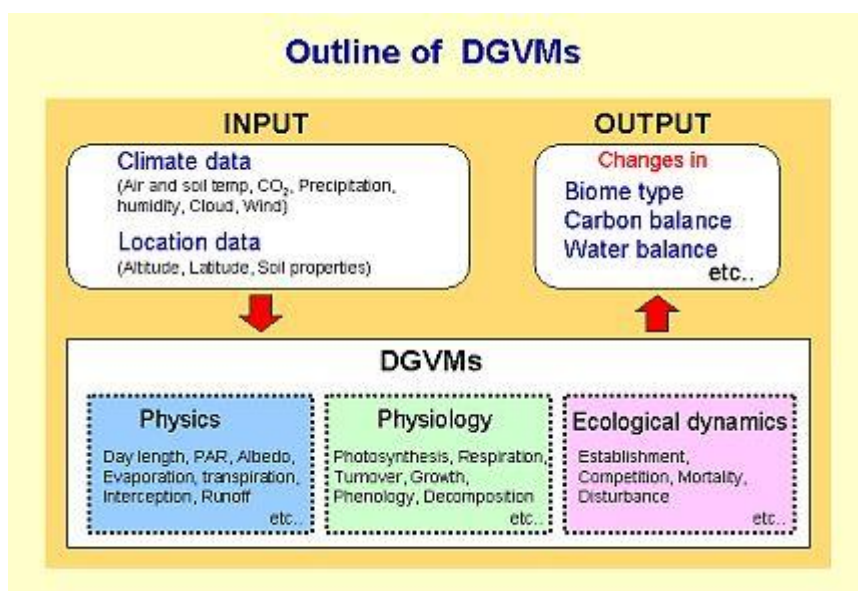 Outline of DGVMs
INPUT
Climate data
(Air and soil temp, CO₂, Precipitation,
humidity, Cloud, Wind)
Location data
(Altitude, Latitude, Soil properties)
OUTPUT
Changes in
Biome type
Carbon balance
Water balance
etc..
DGVMs
Physics
Day length, PAR, Albedo,
Evaporation, transpiration,
Interception, Runoff
etc..
Physiology
Photosynthesis, Respiration,
Turnover, Growth,
Phenology, Decomposition
etc..
Ecological dynamics
Establishment,
Competition, Mortality,
Disturbance
etc..